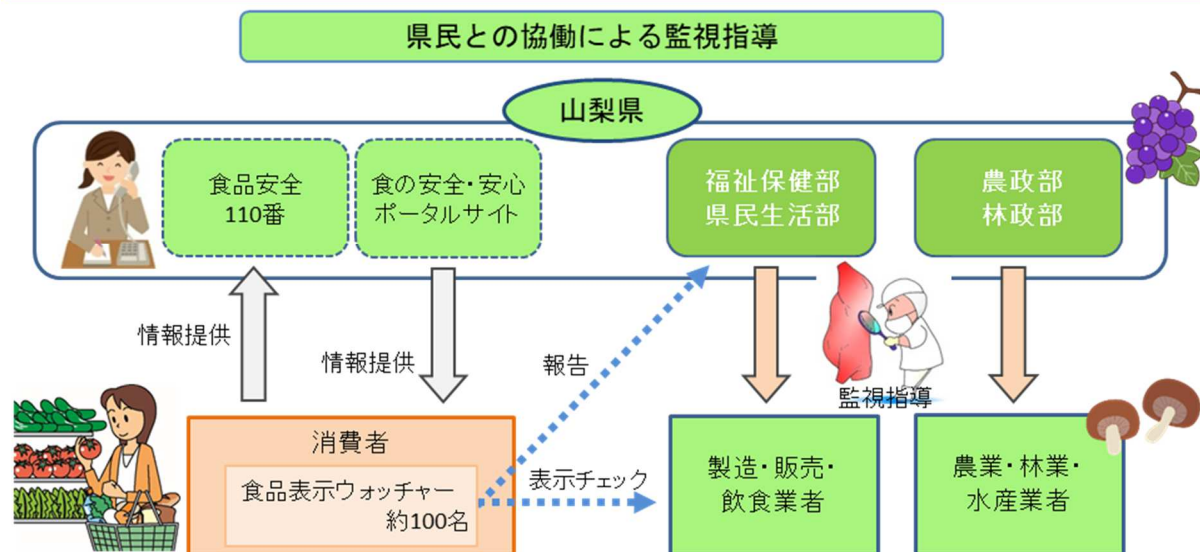 県民との協働による監視指導
山梨県
食品安全
110番
食の安全・安心
ポータルサイト
福祉保健部
県民生活部
農政部
林政部
情報提供
情報提供
報告
監視指導
消費者
食品表示ウォッチャー
約100名
表示チェック
製造・販売・
飲食業者
農業・林業・
水産業者